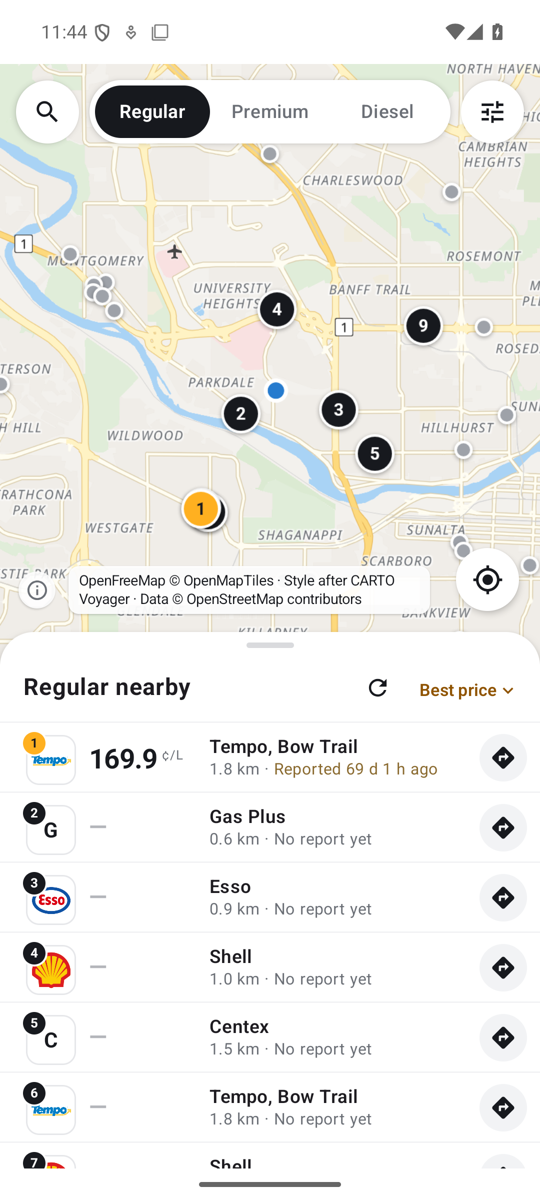 11:44
NORTH HAVEN
Regular
Premium
Diesel
CAMBRIAN
HEIGHTS
CHARLESWOOD
1
MONTGOMERY
ROSEMONT
UNIVERSITY
HEIGHTS
BANFF TRAIL
4
1
9
PARKDALE
2
3
HILLHURST
WILDWOOD
5
STRATHCONA
PARK
1
WESTGATE
SHAGANAPPI
SUNALTA
SCARBORO
OpenFreeMap © OpenMapTiles · Style after CARTO
Voyager · Data © OpenStreetMap contributors
BANKVIEW
Regular nearby
Best price
1
Tempo
169.9 ¢/L
Tempo, Bow Trail
1.8 km · Reported 69 d 1 h ago
2
G
—
Gas Plus
0.6 km · No report yet
3
Esso
—
Esso
0.9 km · No report yet
4
—
Shell
1.0 km · No report yet
5
C
—
Centex
1.5 km · No report yet
6
Tempo
—
Tempo, Bow Trail
1.8 km · No report yet
7
Shell